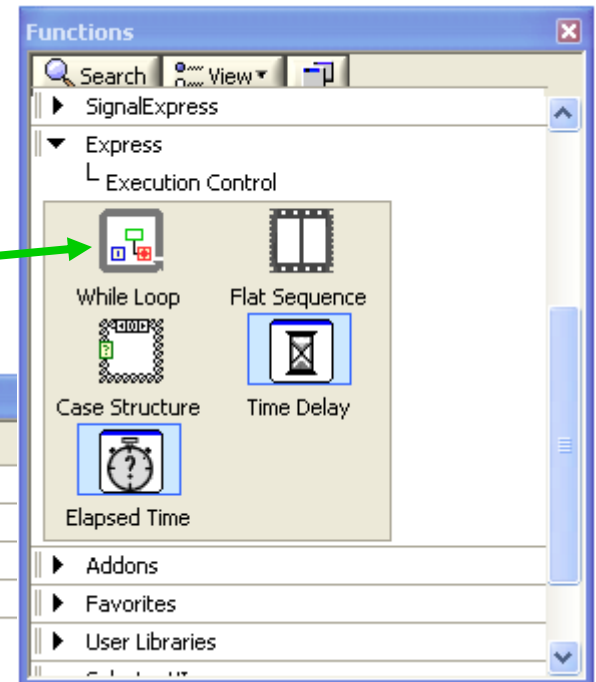 Functions
Search View
SignalExpress
Express
Execution Control
While Loop Flat Sequence
Case Structure Time Delay
Elapsed Time
Addons
Favorites
User Libraries